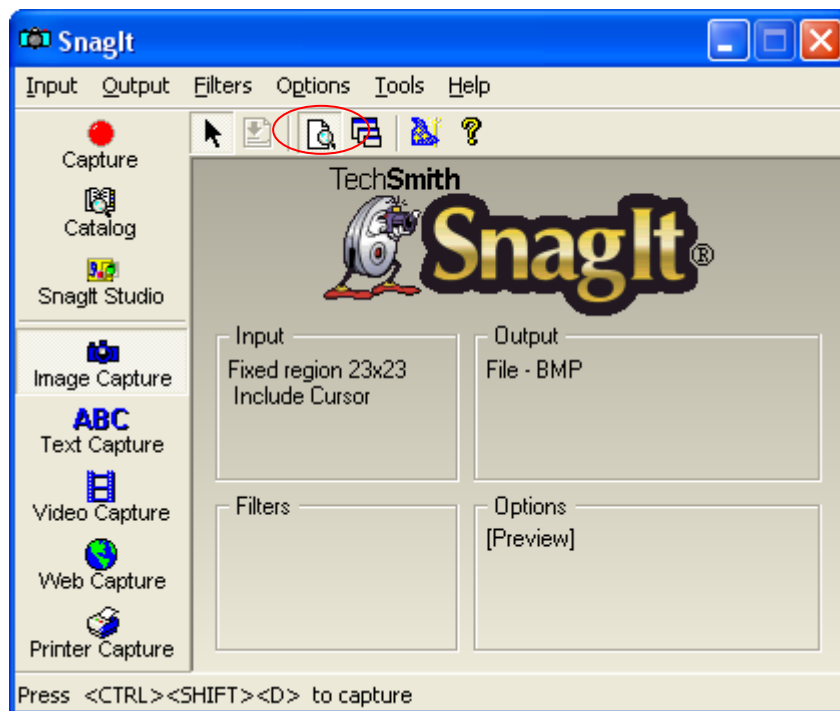 SnagIt
Input Output Filters Options Tools Help
Capture
Catalog
SnagIt Studio
Image Capture
ABC
Text Capture
Video Capture
Web Capture
Printer Capture
TechSmith
SnagIt®
Input
Fixed region 23x23
Include Cursor
Output
File - BMP
Filters
Options
[Preview]
Press <CTRL><SHIFT><D> to capture